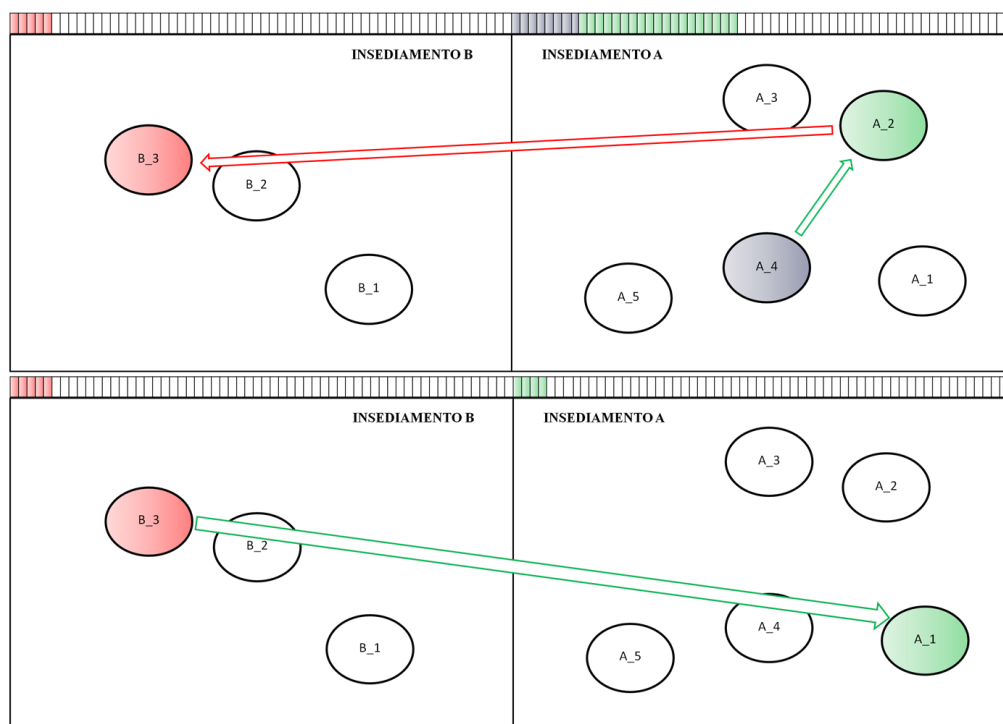 INSEDIAMENTO B
INSEDIAMENTO A
A_3
A_2
B_3
B_2
A_4
A_1
B_1
A_5
INSEDIAMENTO B
INSEDIAMENTO A
A_3
A_2
B_3
B_2
A_4
A_1
B_1
A_5